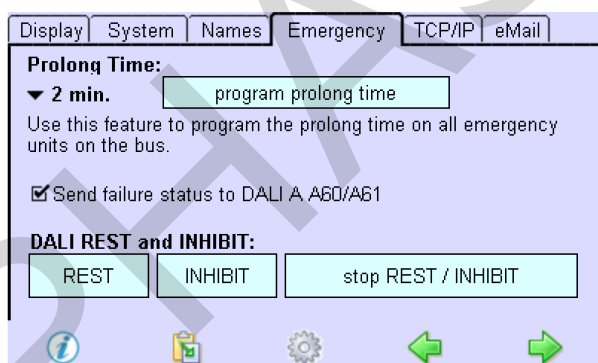 Display System Names Emergency TCP/IP eMail
Prolong Time:
2 min. program prolong time
Use this feature to program the prolong time on all emergency
units on the bus.
Send failure status to DALI A A60/A61
DALI REST and INHIBIT:
REST INHIBIT stop REST / INHIBIT